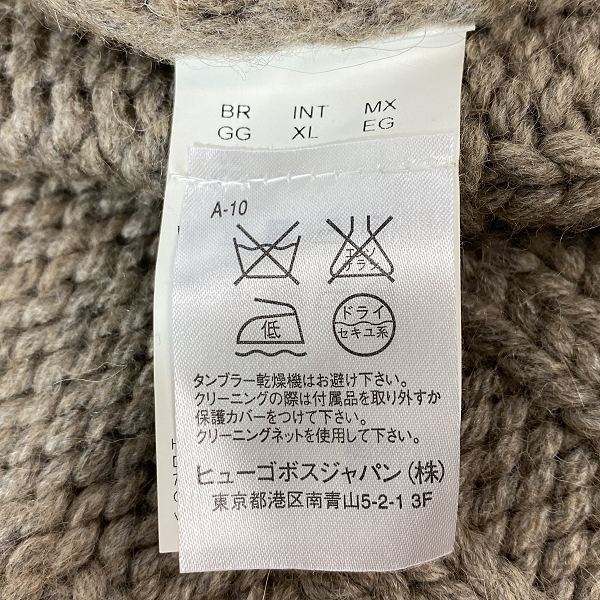 BR INT MX
GG XL EG
A-10
エンソ
サラシ
低
ドライ
セキユ系
タンブラー乾燥機はお避け下さい。
クリーニングの際は付属品を取り外すか
保護カバーをつけて下さい。
クリーニングネットを使用して下さい。
ヒューゴボスジャパン(株)
東京都港区南青山5-2-1 3F